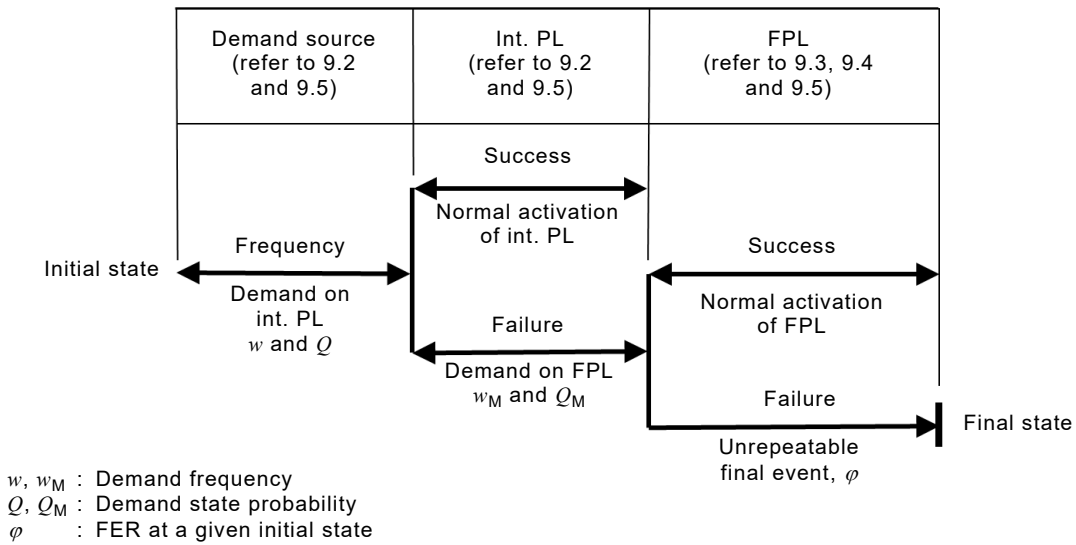 Demand source
(refer to 9.2
and 9.5)
Int. PL
(refer to 9.2
and 9.5)
FPL
(refer to 9.3, 9.4
and 9.5)
Success
Normal activation
of int. PL
Initial state
Frequency
Demand on
int. PL
w and Q
Success
Normal activation
of FPL
Failure
Demand on FPL
wM and QM
Failure
Unrepeatable
final event, φ
Final state
w, wM : Demand frequency
Q, QM : Demand state probability
φ : FER at a given initial state